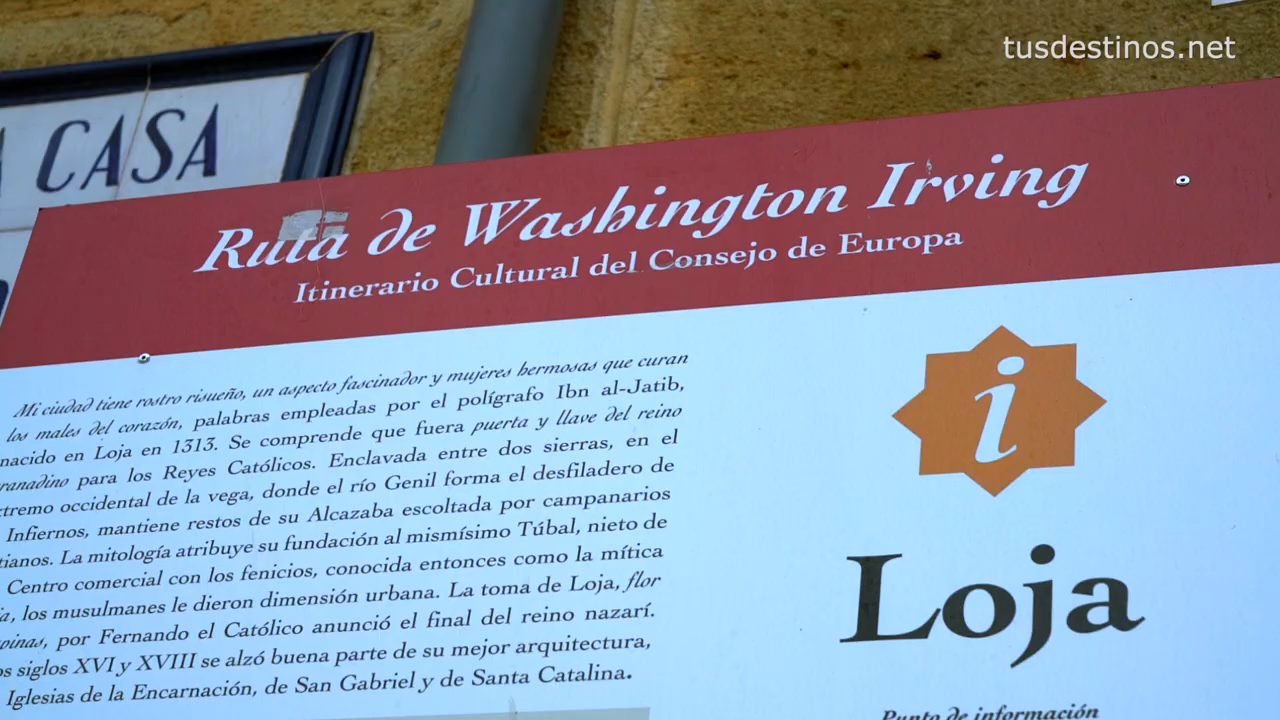 tusdestinos.net
CASA
Ruta de Washington Irving
Itinerario Cultural del Consejo de Europa
Mi ciudad tiene rostro risueño, un aspecto fascinador y mujeres hermosas que curan
los males del corazón, palabras empleadas por el polígrafo Ibn al-Jatib,
nacido en Loja en 1313. Se comprende que fuera puerta y llave del reino
para los Reyes Católicos. Enclavada entre dos sierras, en el
occidental de la vega, donde el río Genil forma el desfiladero de
Infiernos, mantiene restos de su Alcazaba escoltada por campanarios
La mitología atribuye su fundación al mismísimo Túbal, nieto de
Centro comercial con los fenicios, conocida entonces como la mítica
los musulmanes le dieron dimensión urbana. La toma de Loja, flor
por Fernando el Católico anunció el final del reino nazarí.
siglos XVI y XVIII se alzó buena parte de su mejor arquitectura,
Iglesias de la Encarnación, de San Gabriel y de Santa Catalina.
i
Loja
Punto de información